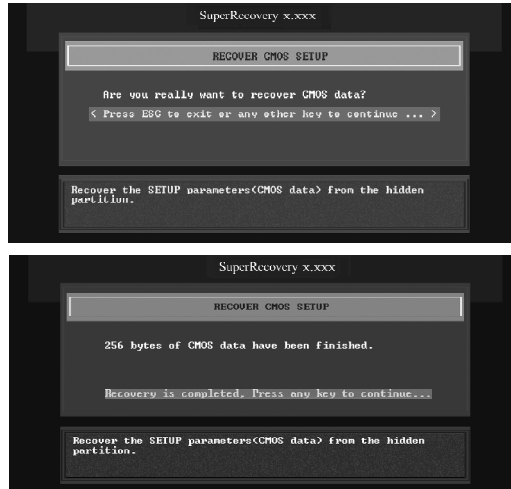 SuperRecovery x.xxx
RECOVER CMOS SETUP
Are you really want to recover CMOS data?
< Press ESC to exit or any other key to continue ... >
Recover the SETUP parameters(CMOS data) from the hidden
partition.
SuperRecovery x.xxx
RECOVER CMOS SETUP
256 bytes of CMOS data have been finished.
Recovery is completed, Press any key to continue...
Recover the SETUP parameters(CMOS data) from the hidden
partition.